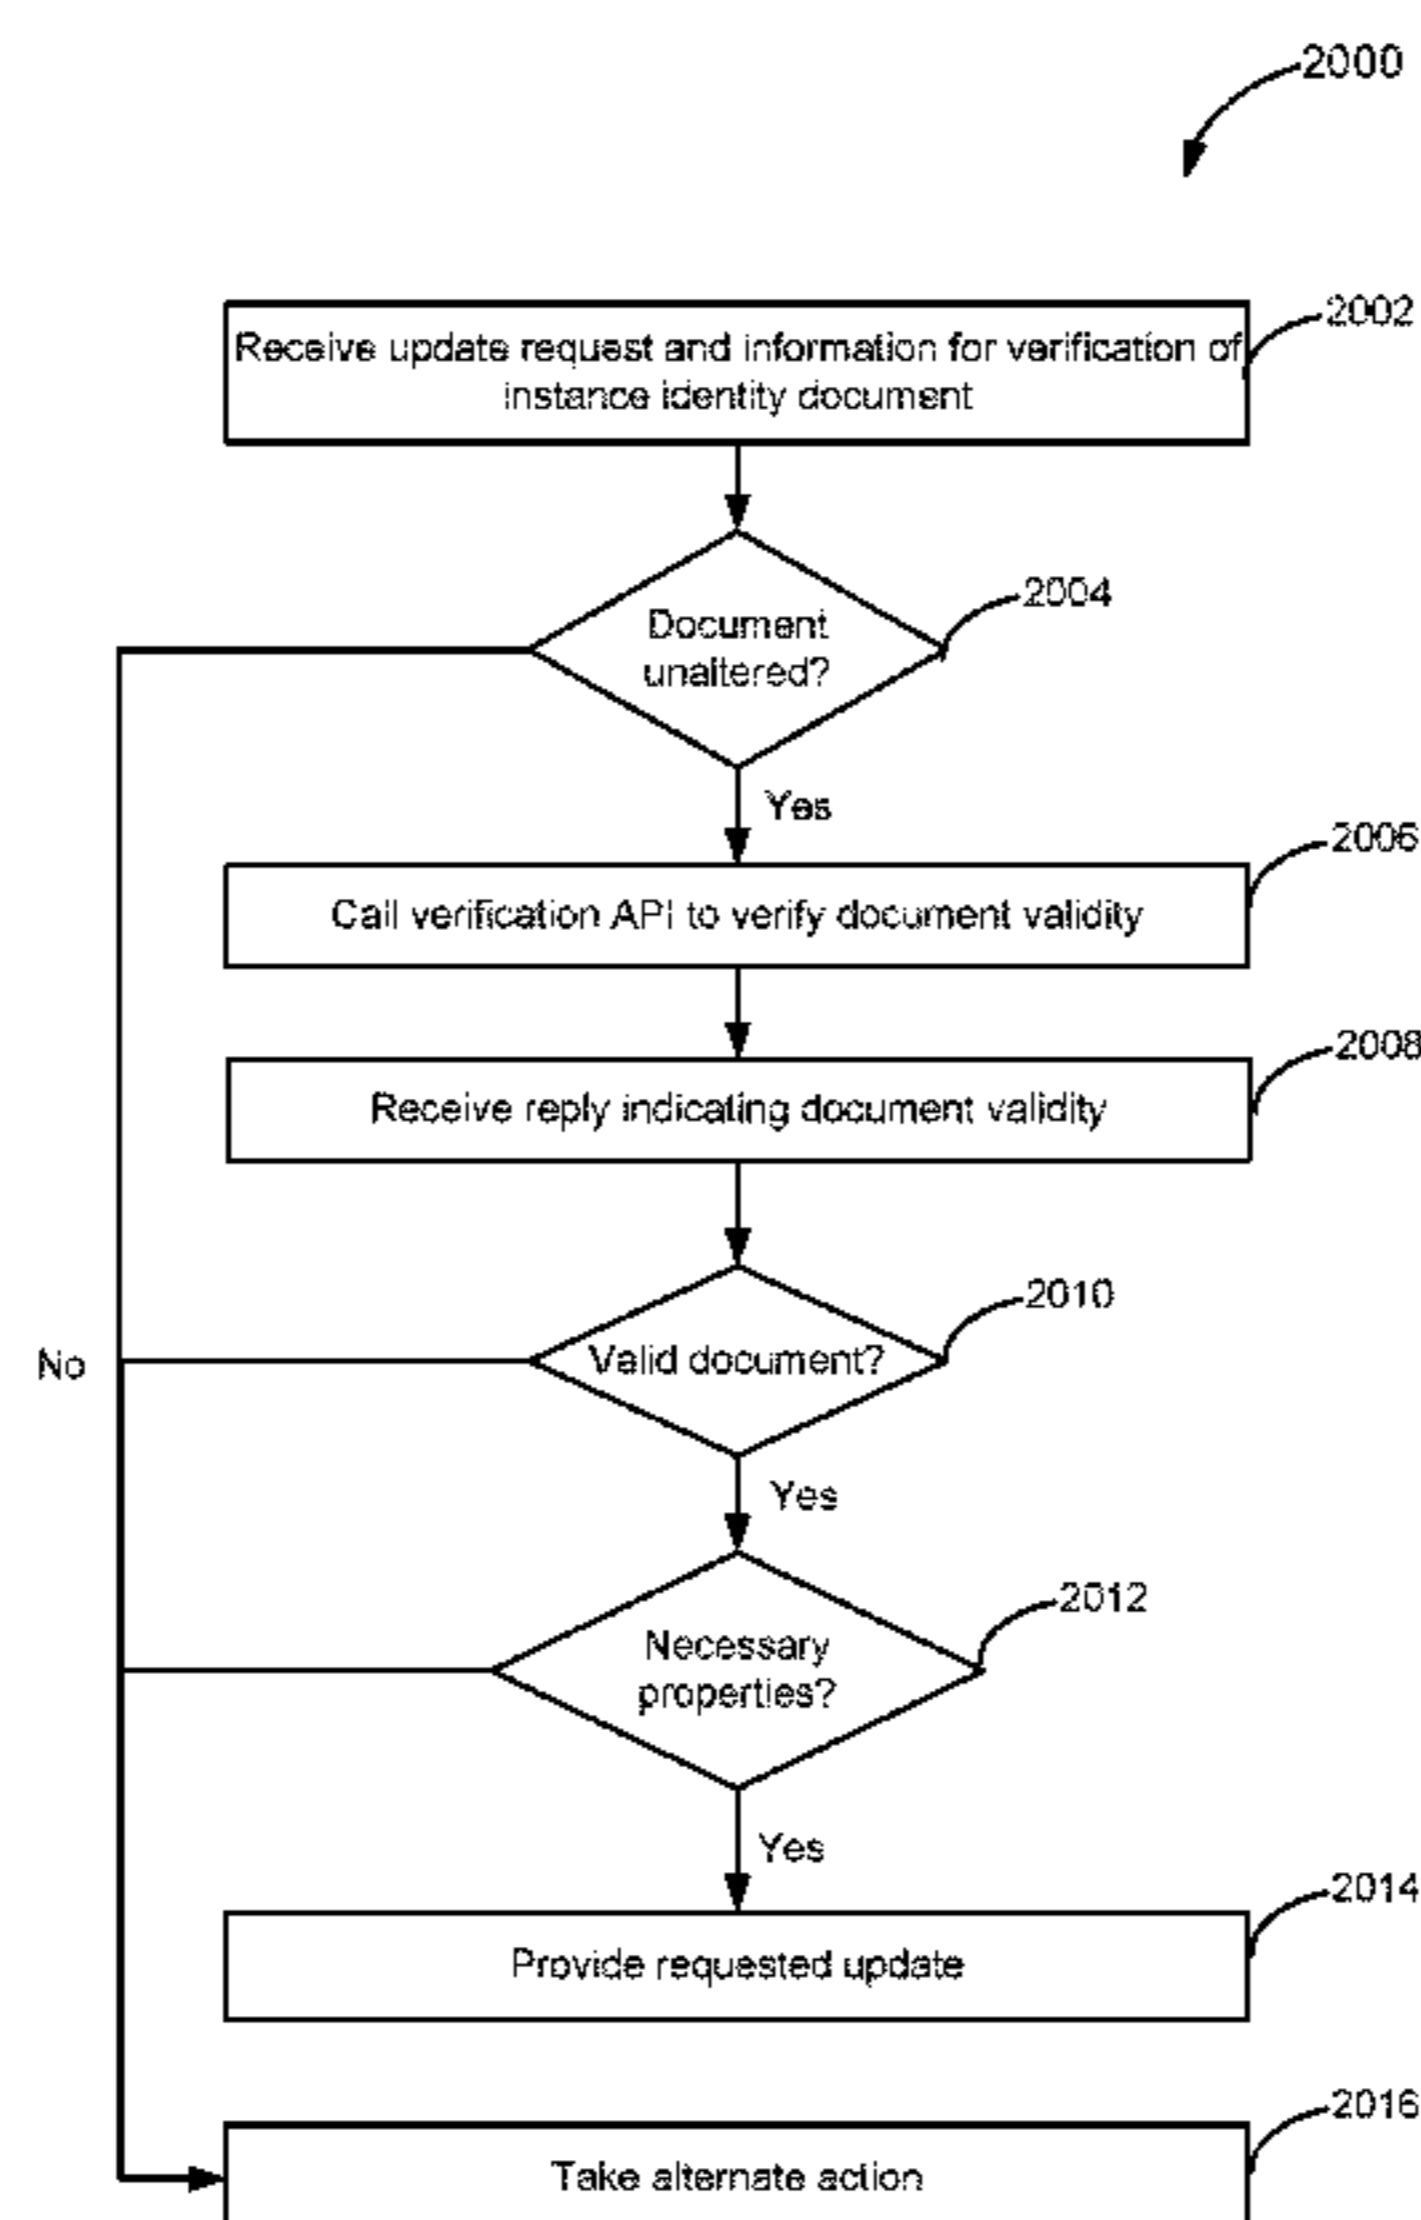 2000
2002
Receive update request and information for verification of
instance identity document
2004
Document
unaltered?
Yes
2006
Call verification API to verify document validity
2008
Receive reply indicating document validity
2010
No
Valid document?
Yes
2012
Necessary
properties?
Yes
2014
Provide requested update
2016
Take alternate action